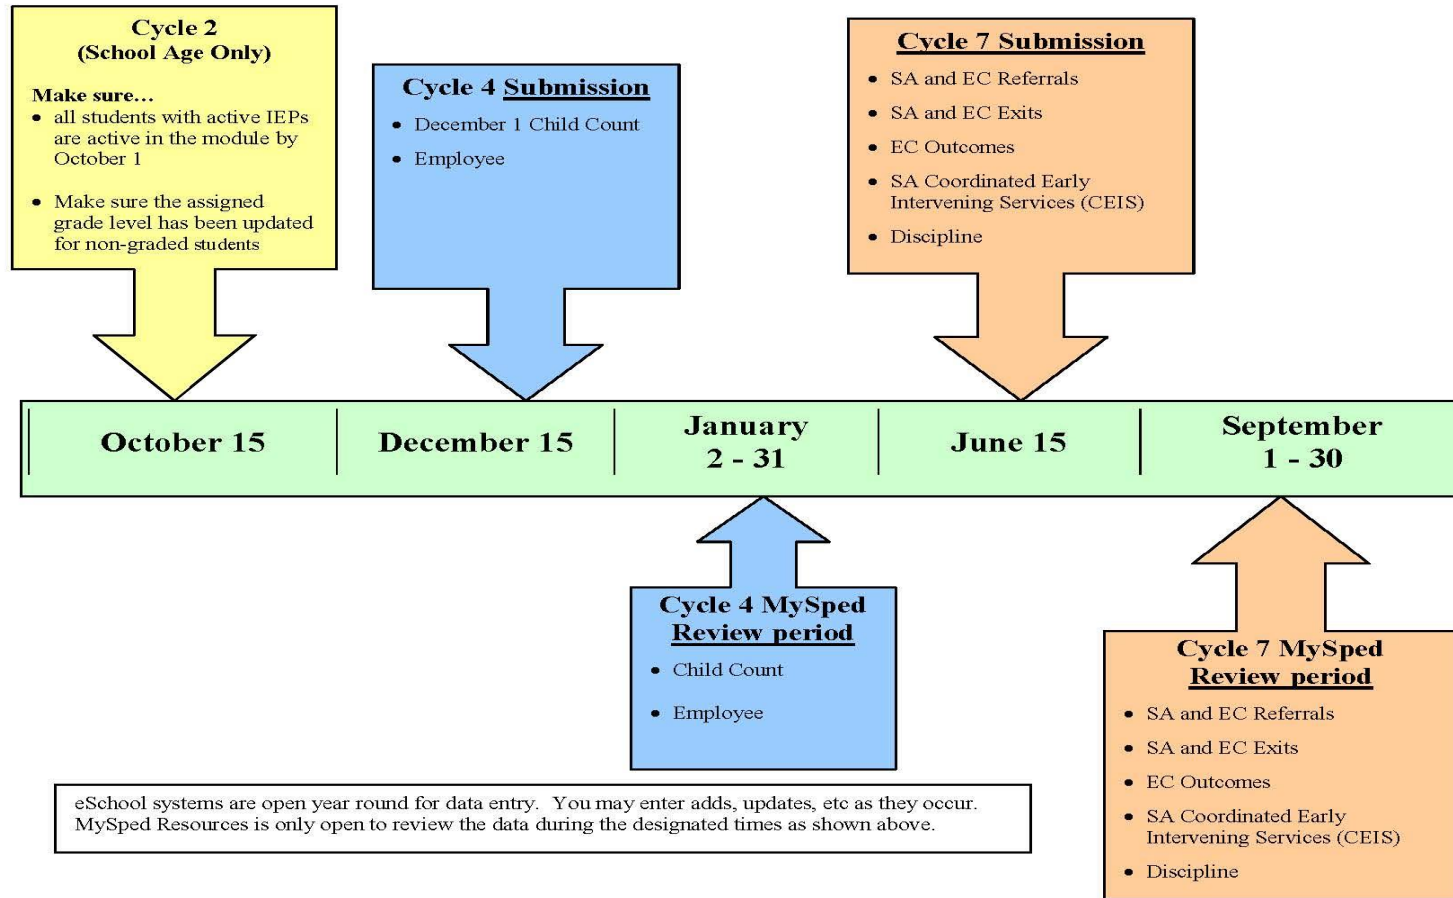 Cycle 2
(School Age Only)
Make sure...
• all students with active IEPs
are active in the module by
October 1
• Make sure the assigned
grade level has been updated
for non-graded students
Cycle 4 Submission
• December 1 Child Count
• Employee
Cycle 7 Submission
• SA and EC Referrals
• SA and EC Exits
• EC Outcomes
• SA Coordinated Early
Intervening Services (CEIS)
• Discipline
October 15
December 15
January
2 - 31
June 15
September
1 - 30
Cycle 4 MySped
Review period
• Child Count
• Employee
Cycle 7 MySped
Review period
• SA and EC Referrals
• SA and EC Exits
• EC Outcomes
• SA Coordinated Early
Intervening Services (CEIS)
• Discipline
eSchool systems are open year round for data entry. You may enter adds, updates, etc as they occur.
MySped Resources is only open to review the data during the designated times as shown above.